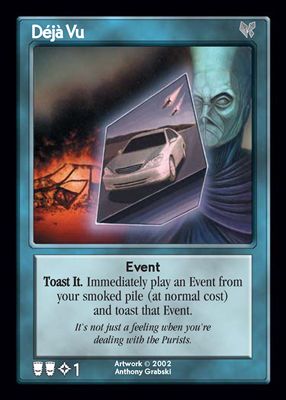 Déjà Vu
Event
Toast It. Immediately play an Event from
your smoked pile (at normal cost)
and toast that Event.
It's not just a feeling when you're
dealing with the Purists.
Artwork © 2002
Anthony Grabski
1